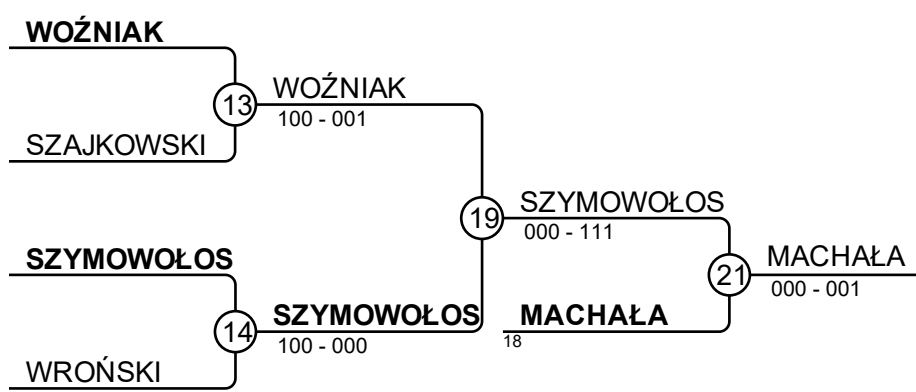 WOŹNIAK
13
WOŹNIAK
100 - 001
SZAJKOWSKI
19
SZYMOWOŁOS
000 - 111
SZYMOWOŁOS
14
SZYMOWOŁOS
100 - 000
WROŃSKI
21
MACHAŁA
000 - 001
MACHAŁA
18